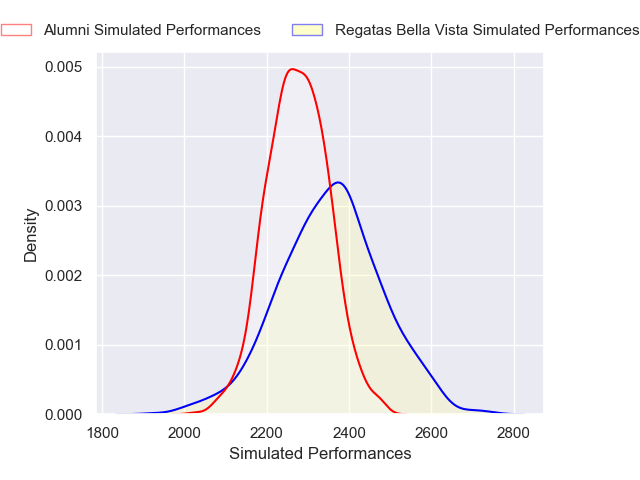 Alumni Simulated Performances
Regatas Bella Vista Simulated Performances
0.005
0.004
0.003
0.002
0.001
0.000
Density
1800 2000 2200 2400 2600 2800
Simulated Performances